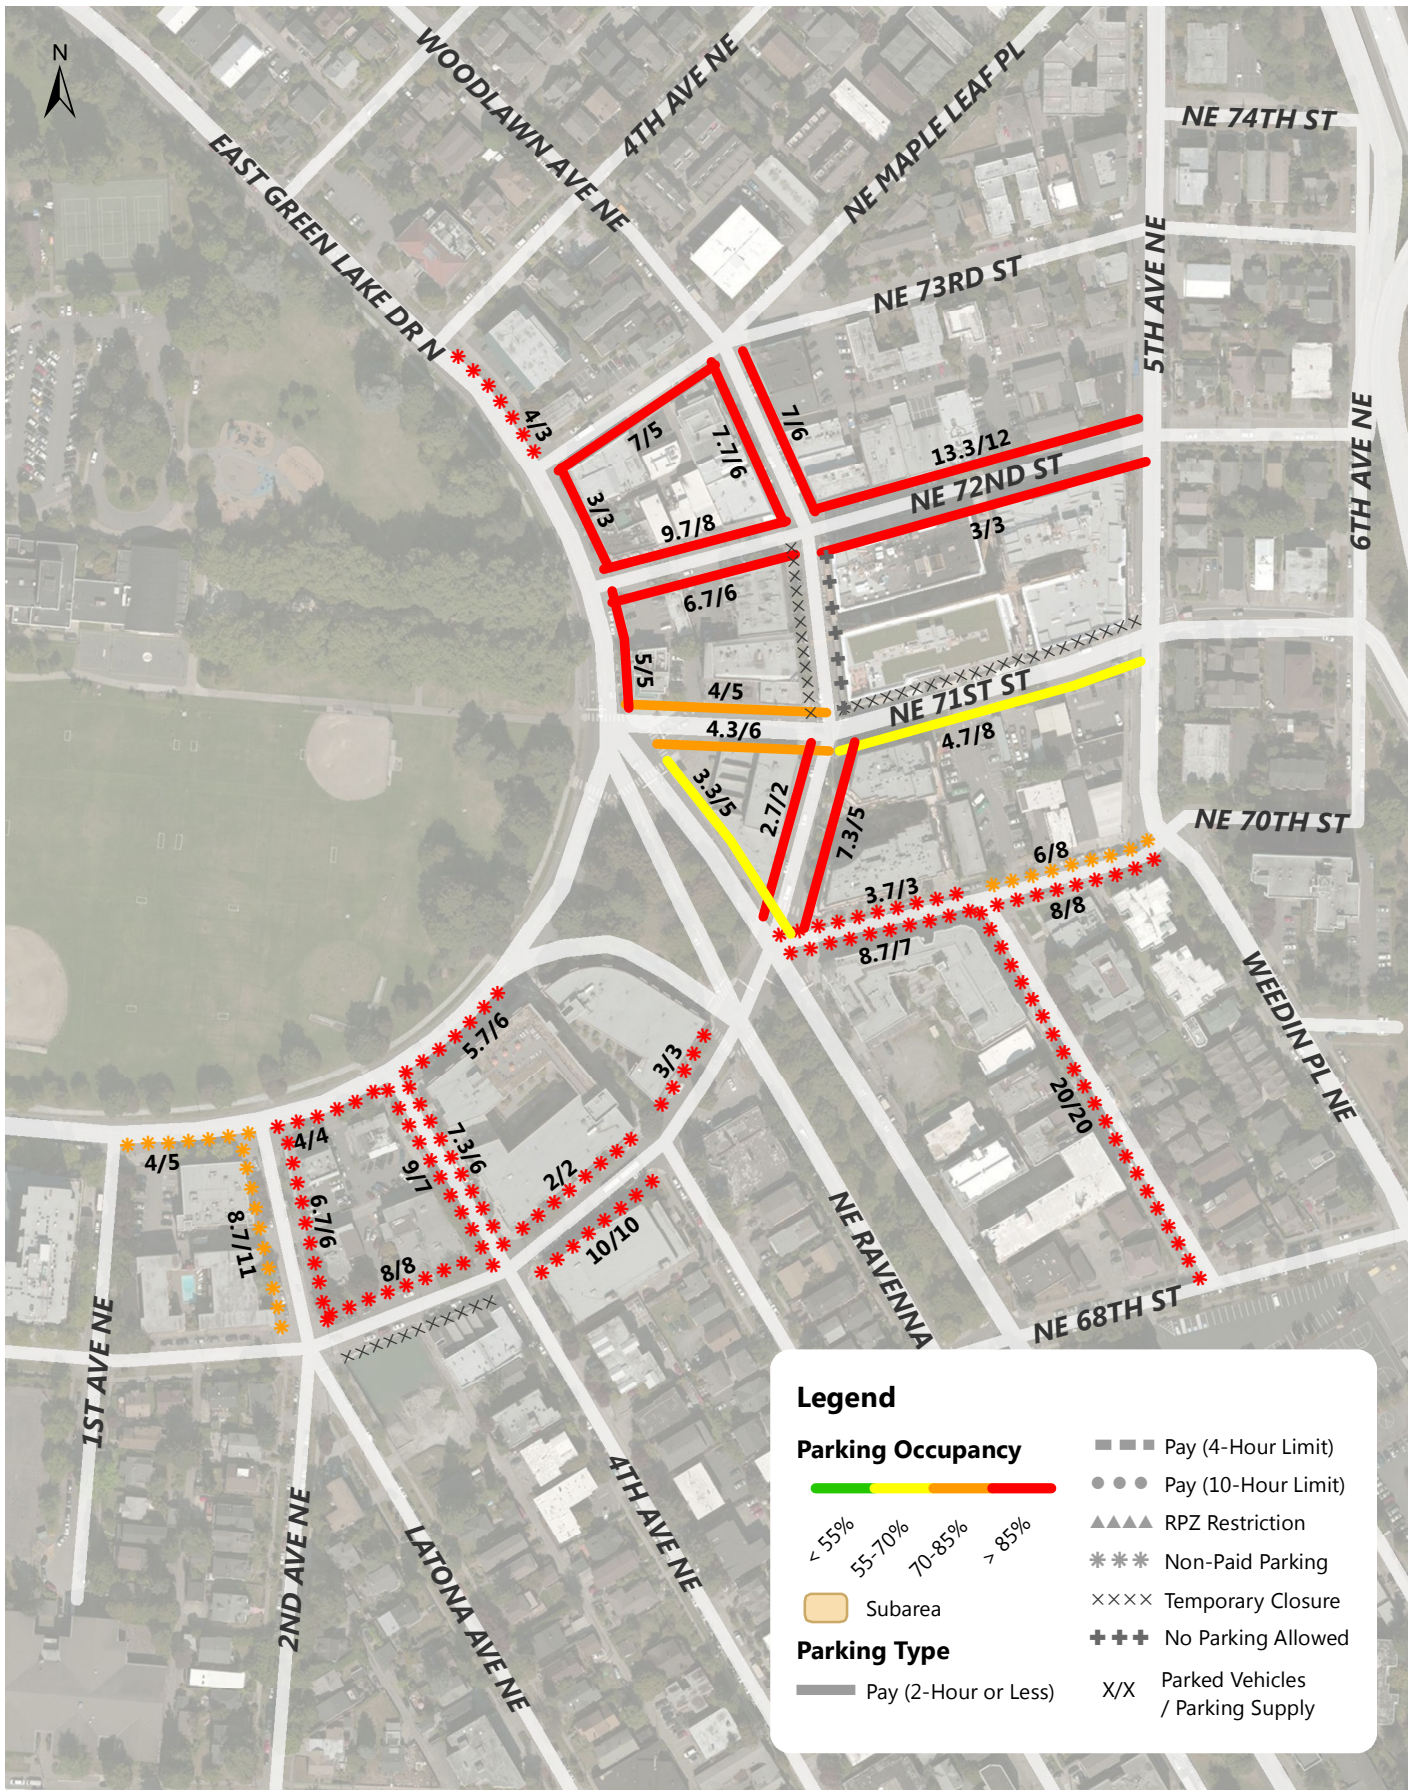 N
WOODLAWN AVE NE
4TH AVE NE
NE MAPLE LEAF PL
NE 74TH ST
EAST GREEN LAKE DR N
NE 73RD ST
5TH AVE NE
6TH AVE NE
4/3
7/5
7.7/6
7/6
13.3/12
NE 72ND ST
3/3
3/3
9.7/8
6.7/6
5/5
4/5
4.3/6
NE 71ST ST
4.7/8
3.3/5
2.7/2
7.3/5
NE 70TH ST
6/8
3.7/3
8/8
8.7/7
WEEDIN PL NE
5.7/6
3/3
20/20
4/4
7.3/6
9/7
4/5
2/2
8.7/11
6.7/6
10/10
8/8
NE RAVENNA
1ST AVE NE
NE 68TH ST
2ND AVE NE
LATONA AVE NE
4TH AVE NE
Legend
Parking Occupancy
< 55%
55-70%
70-85%
> 85%
Subarea
Parking Type
Pay (2-Hour or Less)
Pay (4-Hour Limit)
Pay (10-Hour Limit)
RPZ Restriction
Non-Paid Parking
Temporary Closure
No Parking Allowed
X/X
Parked Vehicles
/ Parking Supply